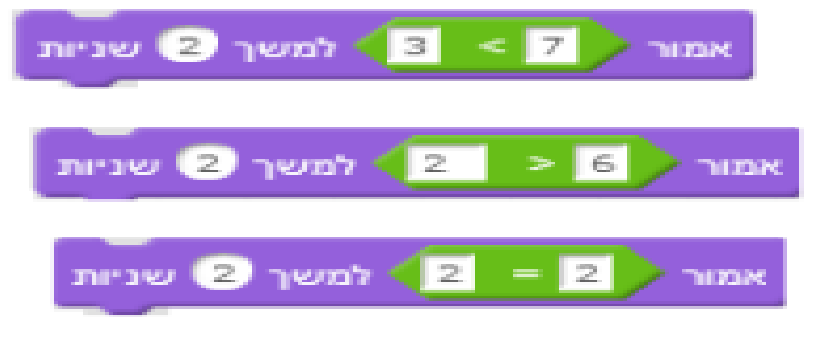 אמור 7 > 3 למשך 2 שניות
אמור 6 < 2 למשך 2 שניות
אמור 2 = 2 למשך 2 שניות